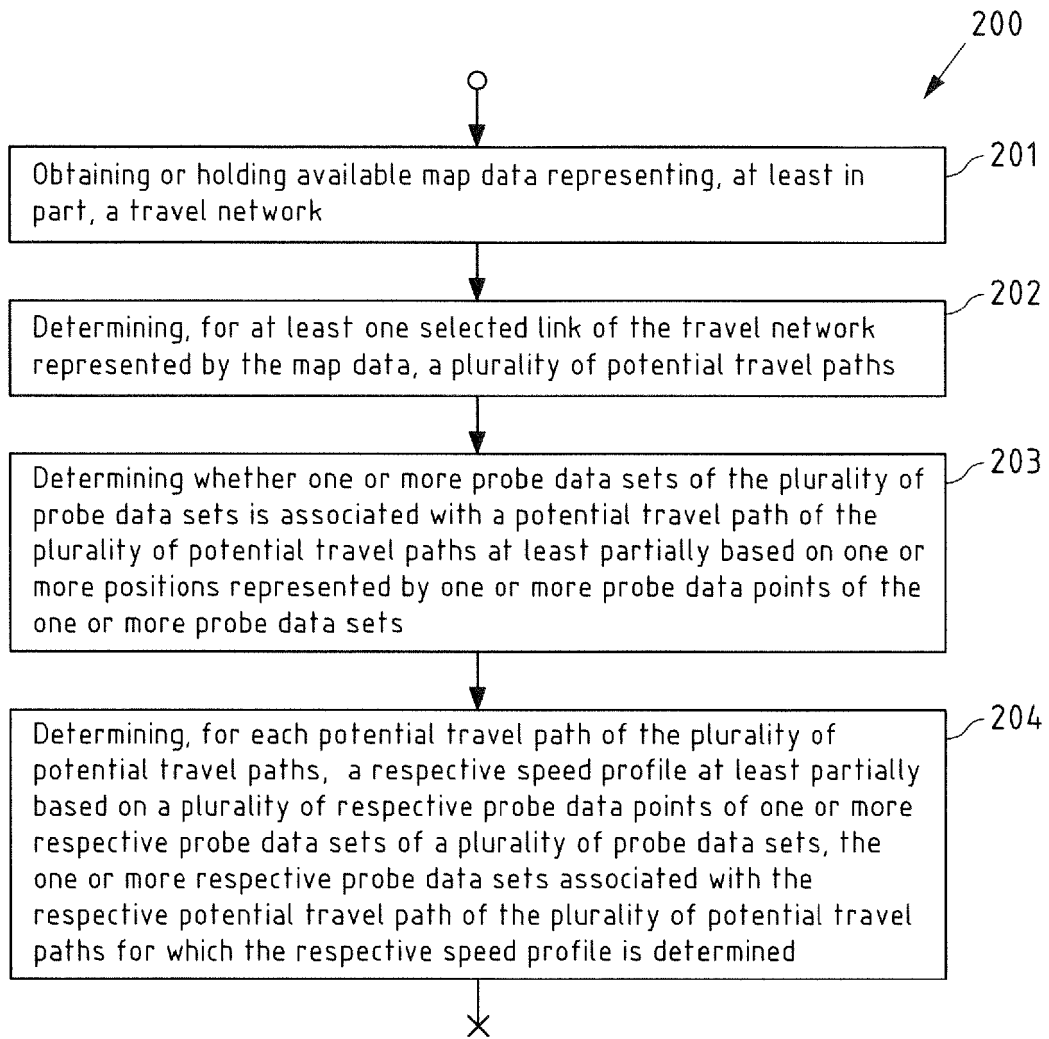 200
201
Obtaining or holding available map data representing, at least in
part, a travel network
202
Determining, for at least one selected link of the travel network
represented by the map data, a plurality of potential travel paths
203
Determining whether one or more probe data sets of the plurality of
probe data sets is associated with a potential travel path of the
plurality of potential travel paths at least partially based on one or
more positions represented by one or more probe data points of the
one or more probe data sets
204
Determining, for each potential travel path of the plurality of
potential travel paths, a respective speed profile at least partially
based on a plurality of respective probe data points of one or more
respective probe data sets of a plurality of probe data sets, the
one or more respective probe data sets associated with the
respective potential travel path of the plurality of potential travel
paths for which the respective speed profile is determined